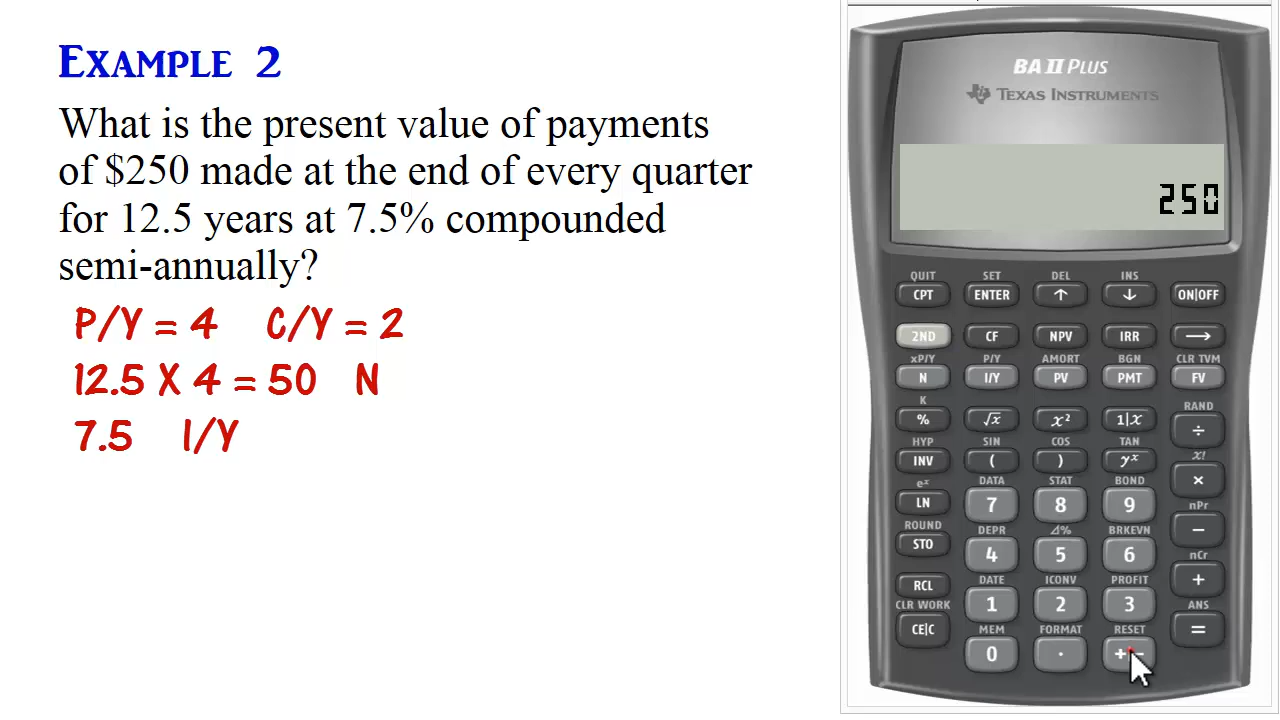 EXAMPLE 2
What is the present value of payments
of $250 made at the end of every quarter
for 12.5 years at 7.5% compounded
semi-annually?
P/Y = 4 C/Y = 2
12.5 X 4 = 50 N
7.5 I/Y
BA II PLUS
TEXAS INSTRUMENTS
250
QUIT SET DEL INS
CPT ENTER ↑ ↓ ON|OFF
2ND CF NPV IRR →
xP/Y P/Y AMORT BGN CLR TVM
N I/Y PV PMT FV
K RAND
% √x x² 1|x ÷
HYP SIN COS TAN x!
INV ( ) yˣ ×
eˣ DATA STAT BOND nPr
LN 7 8 9 −
ROUND DEPR Δ% BRKEVN nCr
STO 4 5 6 +
DATE ICONV PROFIT ANS
RCL 1 2 3 =
CLR WORK MEM FORMAT RESET
CE|C 0 . +|−